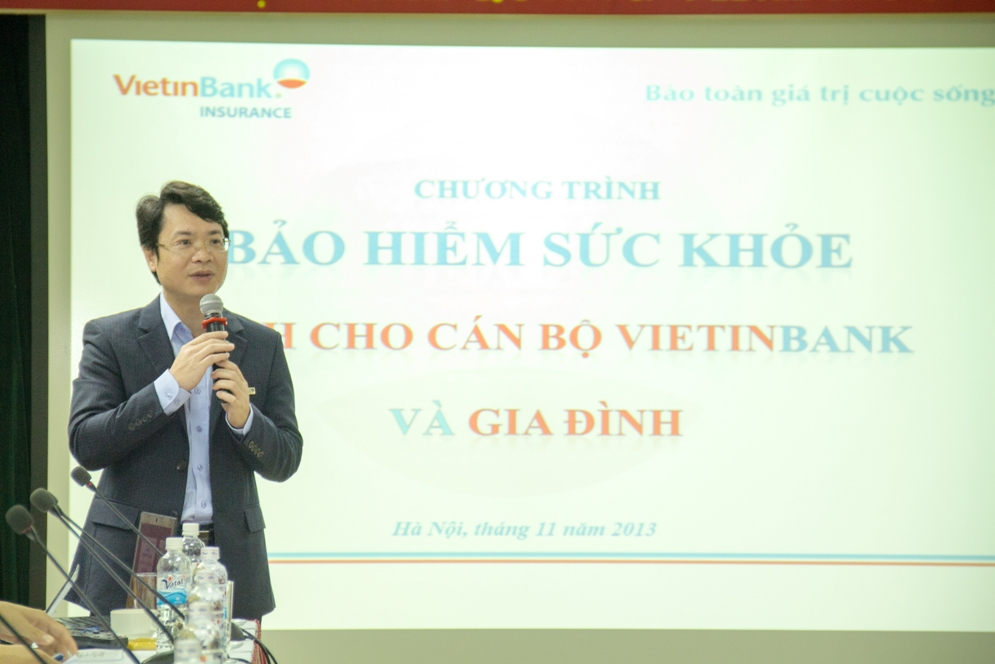 VietinBank
INSURANCE
Bảo toàn giá trị cuộc sống
CHƯƠNG TRÌNH
BẢO HIỂM SỨC KHỎE
H CHO CÁN BỘ VIETINBANK
VÀ GIA ĐÌNH
Hà Nội, tháng 11 năm 2013
Vital